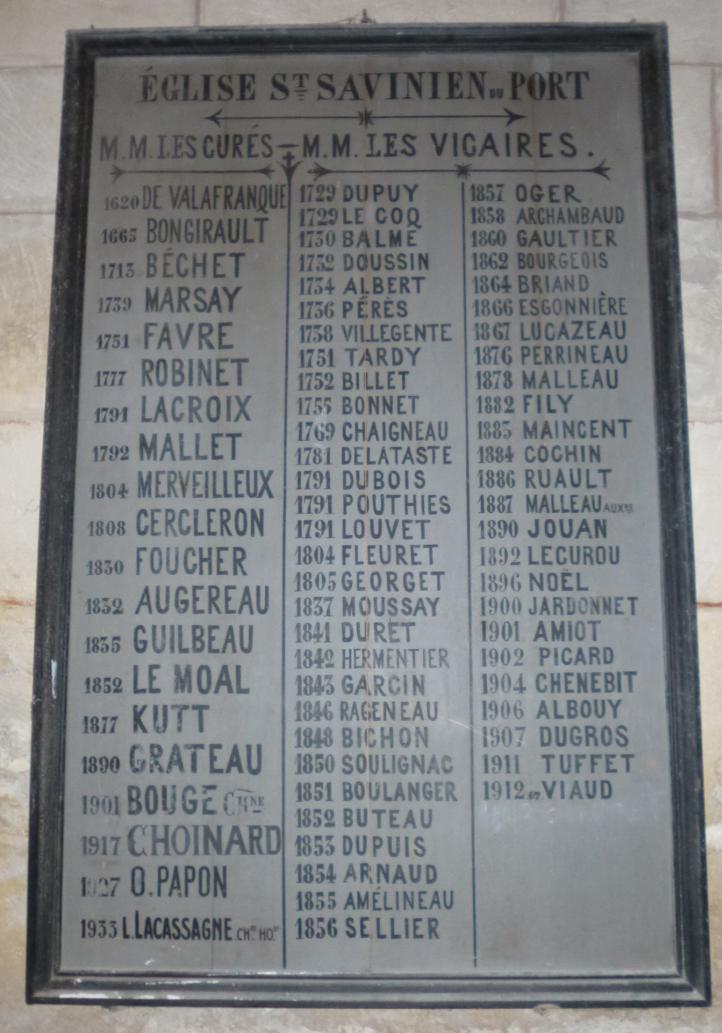 ÉGLISE ST SAVINIEN DU PORT
M.M. LES CURÉS
1620 DE VALAFRANQUE
1665 BONGIRAULT
1713 BÉCHET
1739 MARSAY
1751 FAVRE
1777 ROBINET
1791 LACROIX
1792 MALLET
1804 MERVEILLEUX
1808 CERCLERON
1830 FOUCHER
1832 AUGEREAU
1835 GUILBEAU
1852 LE MOAL
1877 KUTT
1890 GRATEAU
1901 BOUGE CHNE
1917 CHOINARD
1927 O. PAPON
1933 L. LACASSAGNE CHNE HORE
M.M. LES VICAIRES.
1729 DUPUY
1729 LE COQ
1730 BALME
1732 DOUSSIN
1734 ALBERT
1736 PÉRÈS
1738 VILLEGENTE
1751 TARDY
1752 BILLET
1755 BONNET
1769 CHAIGNEAU
1781 DELATASTE
1791 DUBOIS
1791 POUTHIES
1791 LOUVET
1804 FLEURET
1805 GEORGET
1837 MOUSSAY
1841 DURET
1842 HERMENTIER
1843 GARCIN
1846 RAGENEAU
1848 BICHON
1850 SOULIGNAC
1851 BOULANGER
1852 BUTEAU
1853 DUPUIS
1854 ARNAUD
1855 AMÉLINEAU
1856 SELLIER
1857 OGER
1858 ARCHAMBAUD
1860 GAULTIER
1862 BOURGEOIS
1864 BRIAND
1866 ESGONNIÈRE
1867 LUCAZEAU
1876 PERRINEAU
1878 MALLEAU
1882 FILY
1883 MAINCENT
1884 COCHIN
1886 RUAULT
1887 MALLEAU AUXRE
1890 JOUAN
1892 LECUROU
1896 NOËL
1900 JARDONNET
1901 AMIOT
1902 PICARD
1904 CHENEBIT
1906 ALBOUY
1907 DUGROS
1911 TUFFET
1912 VIAUD